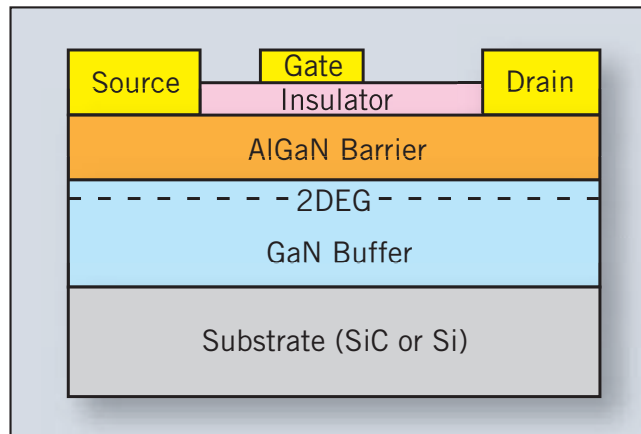 Source
Gate
Drain
Insulator
AlGaN Barrier
2DEG
GaN Buffer
Substrate (SiC or Si)